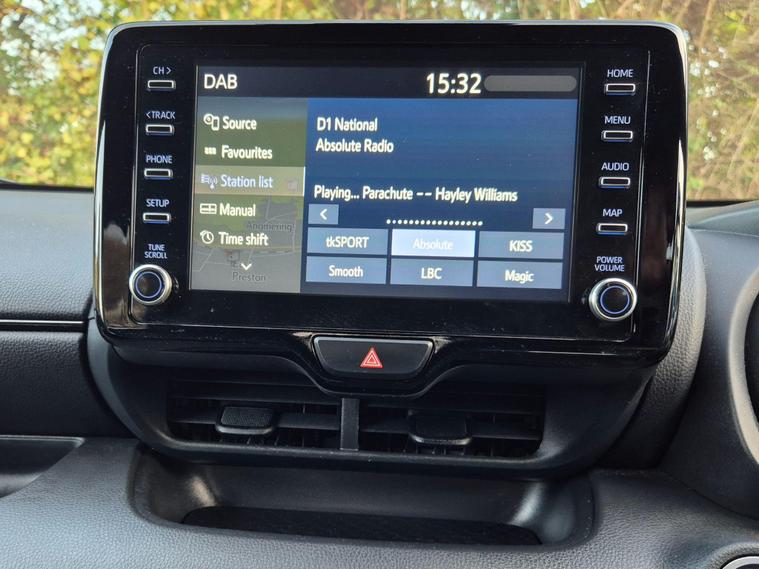 CH >
< TRACK
PHONE
SETUP
TUNE
SCROLL
DAB
15:32
Source
Favourites
Station list
Manual
Time shift
Angmering
Preston
D1 National
Absolute Radio
Playing... Parachute -- Hayley Williams
<
>
tkSPORT
Absolute
KISS
Smooth
LBC
Magic
HOME
MENU
AUDIO
MAP
POWER
VOLUME